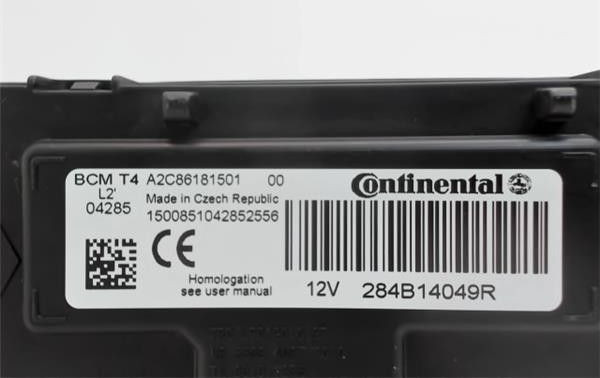 BCM T4 A2C86181501 00
L2'
04285
Made in Czech Republic
1500851042852556
CE
Homologation
see user manual
Continental
12V 284B14049R